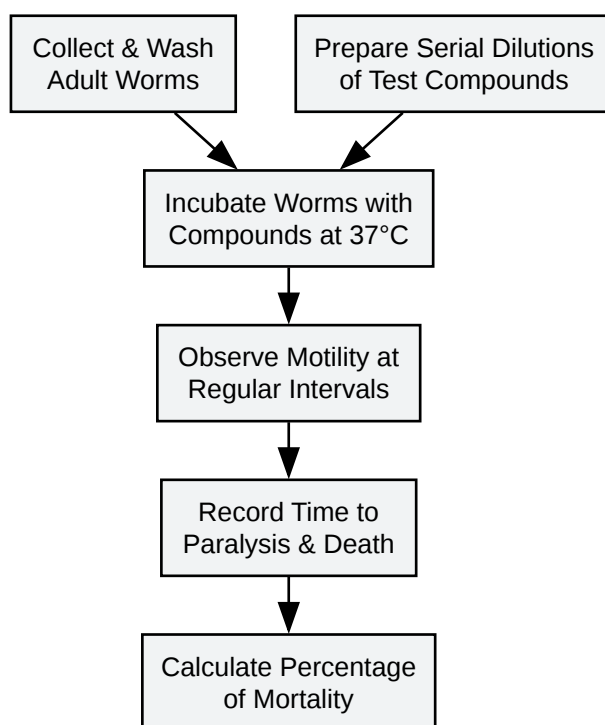 Collect & Wash
Adult Worms
Prepare Serial Dilutions
of Test Compounds
Incubate Worms with
Compounds at 37°C
Observe Motility at
Regular Intervals
Record Time to
Paralysis & Death
Calculate Percentage
of Mortality